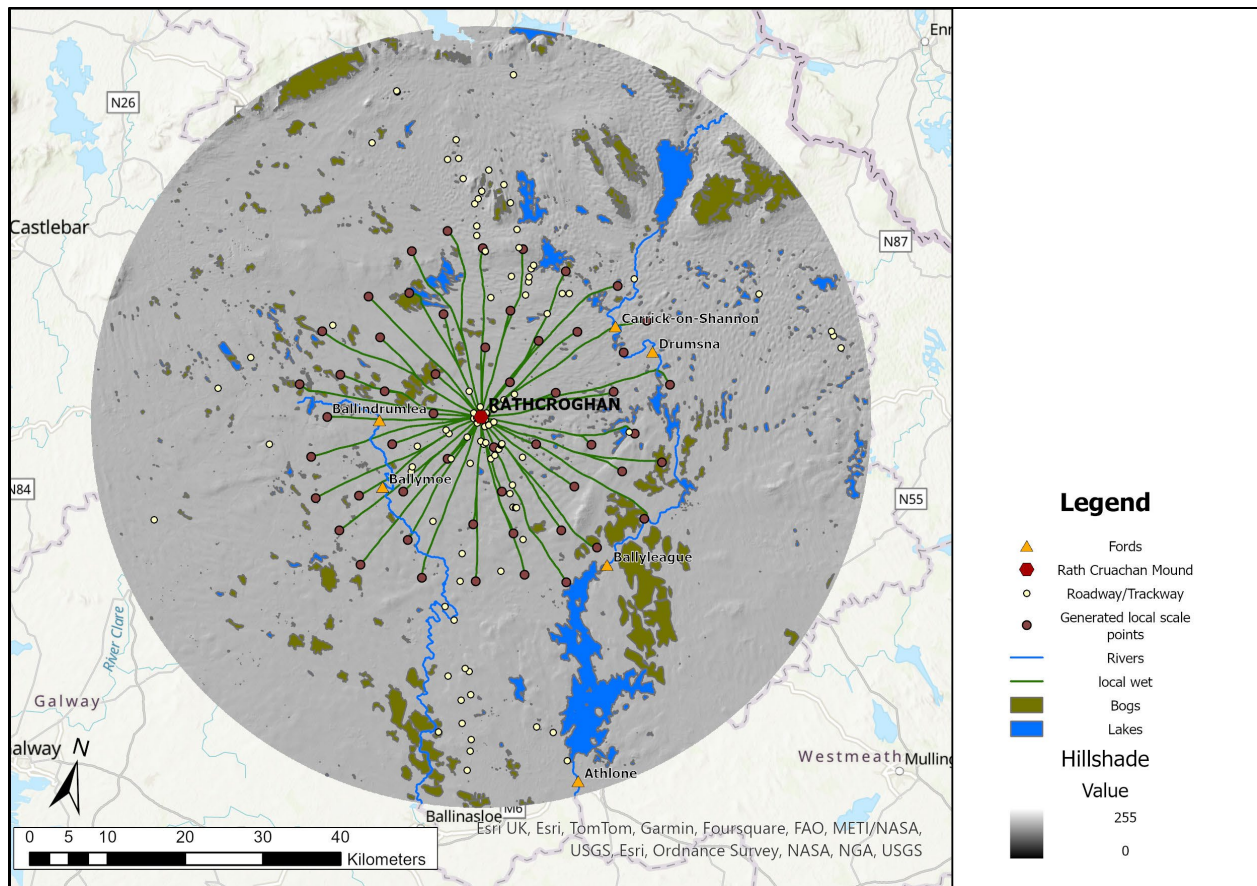 Enn
N26
Castlebar
N87
Carrick-on-Shannon
Drumsna
RATHCROGHAN
Ballindrumlea
Ballymoe
N84
N55
Ballyleague
River Clare
Galway
alway
N
Westmeath
Mulling
Athlone
Ballinasloe
M6
0 5 10 20 30 40
Kilometers
Esri UK, Esri, TomTom, Garmin, Foursquare, FAO, METI/NASA,
USGS, Esri, Ordnance Survey, NASA, NGA, USGS
Legend
Fords
Rath Cruachan Mound
Roadway/Trackway
Generated local scale
points
Rivers
local wet
Bogs
Lakes
Hillshade
Value
255
0